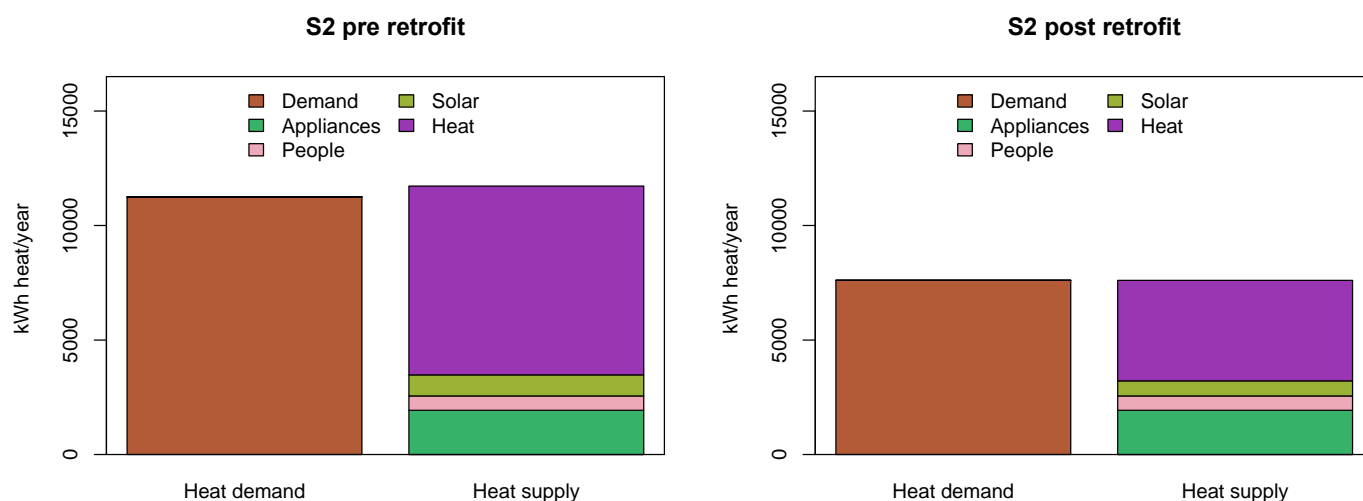 S2 pre retrofit
kWh heat/year
15000
10000
5000
0
Demand
Appliances
People
Solar
Heat
Heat demand
Heat supply
S2 post retrofit
kWh heat/year
15000
10000
5000
0
Demand
Appliances
People
Solar
Heat
Heat demand
Heat supply